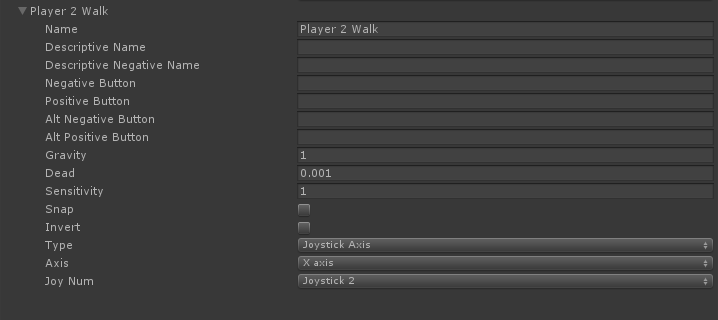 Player 2 Walk
Name Player 2 Walk
Descriptive Name
Descriptive Negative Name
Negative Button
Positive Button
Alt Negative Button
Alt Positive Button
Gravity 1
Dead 0.001
Sensitivity 1
Snap
Invert
Type Joystick Axis
Axis X axis
Joy Num Joystick 2